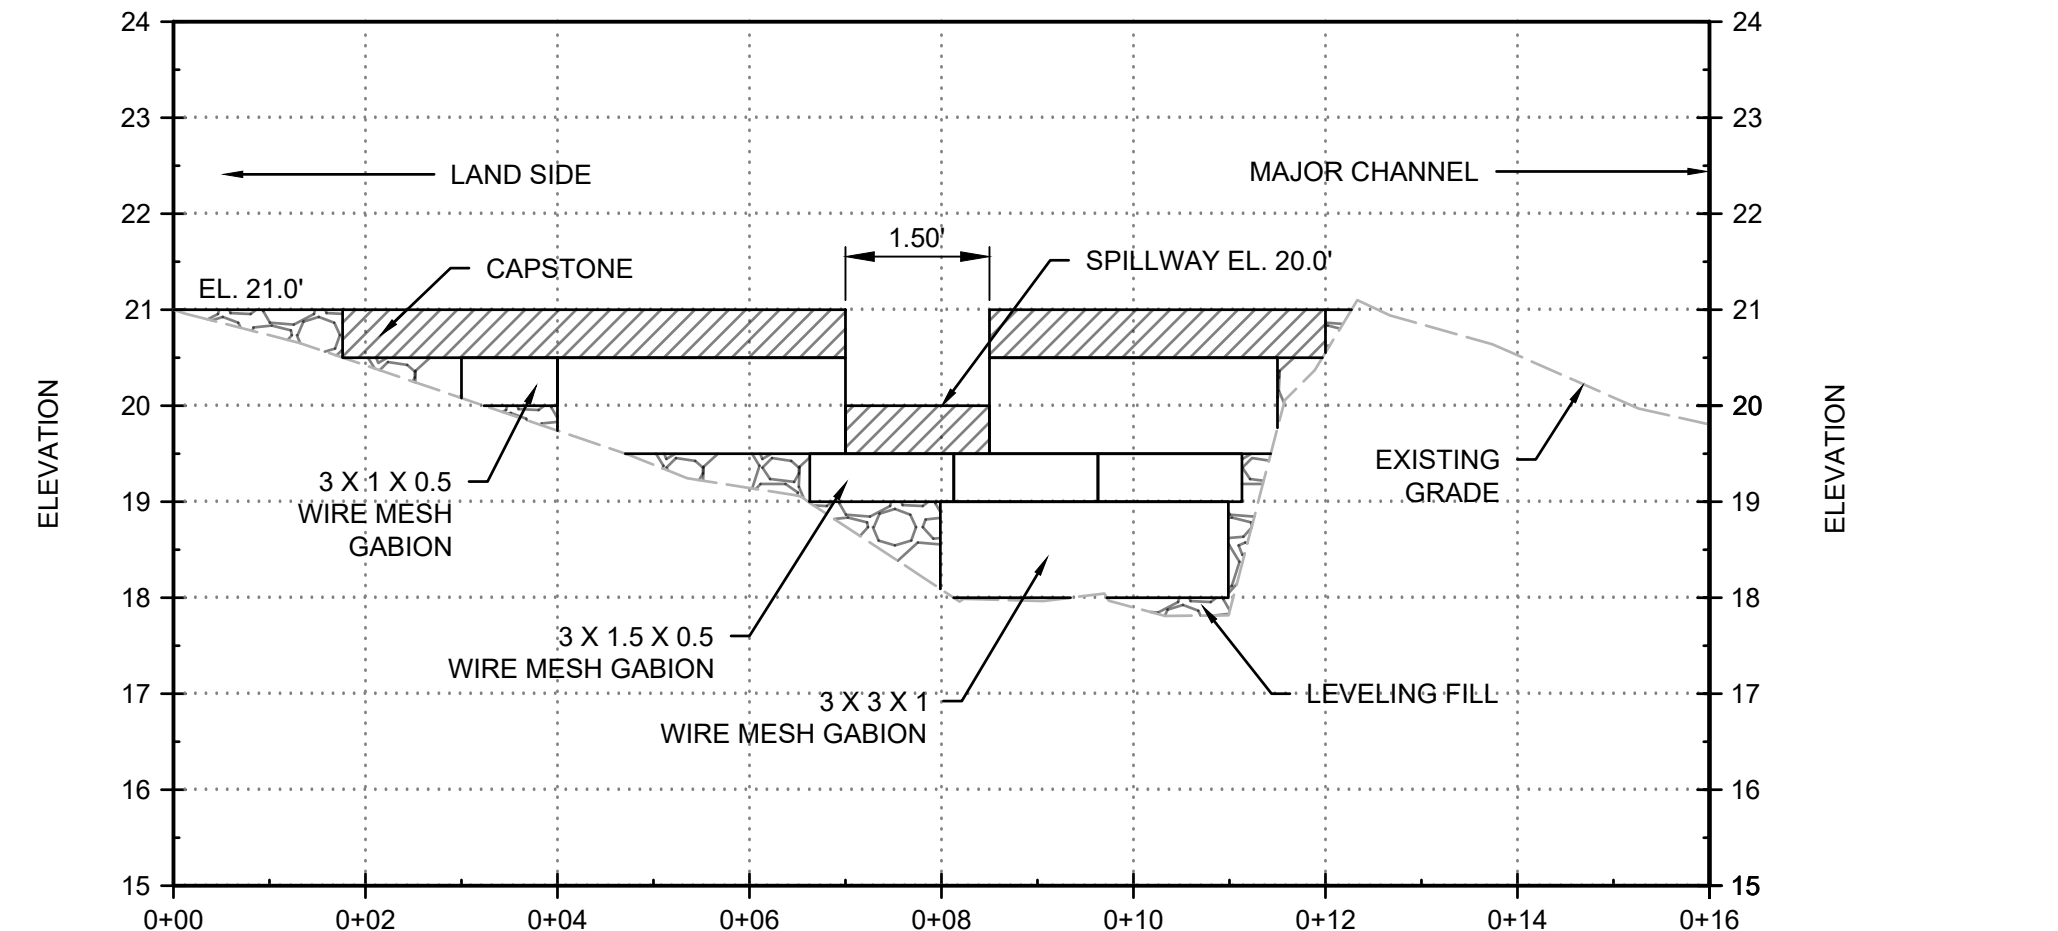 24
24
23
23
LAND SIDE
MAJOR CHANNEL
22
22
1.50'
SPILLWAY EL. 20.0'
CAPSTONE
EL. 21.0'
21
21
20
20
ELEVATION
ELEVATION
EXISTING
GRADE
3 X 1 X 0.5
WIRE MESH
GABION
19
19
18
18
3 X 1.5 X 0.5
WIRE MESH GABION
17
17
LEVELING FILL
3 X 3 X 1
WIRE MESH GABION
16
16
15
15
0+00
0+02
0+04
0+06
0+08
0+10
0+12
0+14
0+16